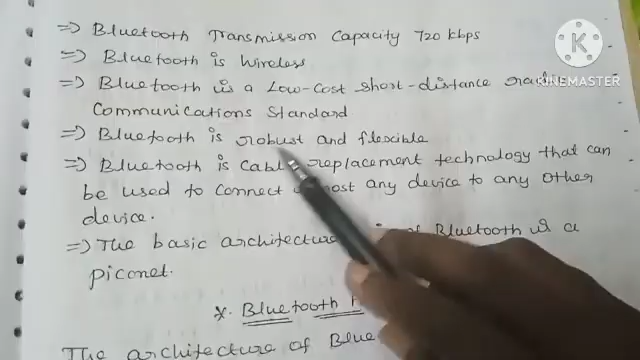 => Bluetooth Transmission Capacity 720 kbps
=> Bluetooth is Wireless
=> Bluetooth is a Low-Cost short-distance
KINEMASTER
Communications Standard
=> Bluetooth is robust and flexible
=> Bluetooth is replacement technology that can
be used to connect any device to any other
device.
=> The basic architecture of Bluetooth is a
piconet.
* Bluetooth
The architecture of